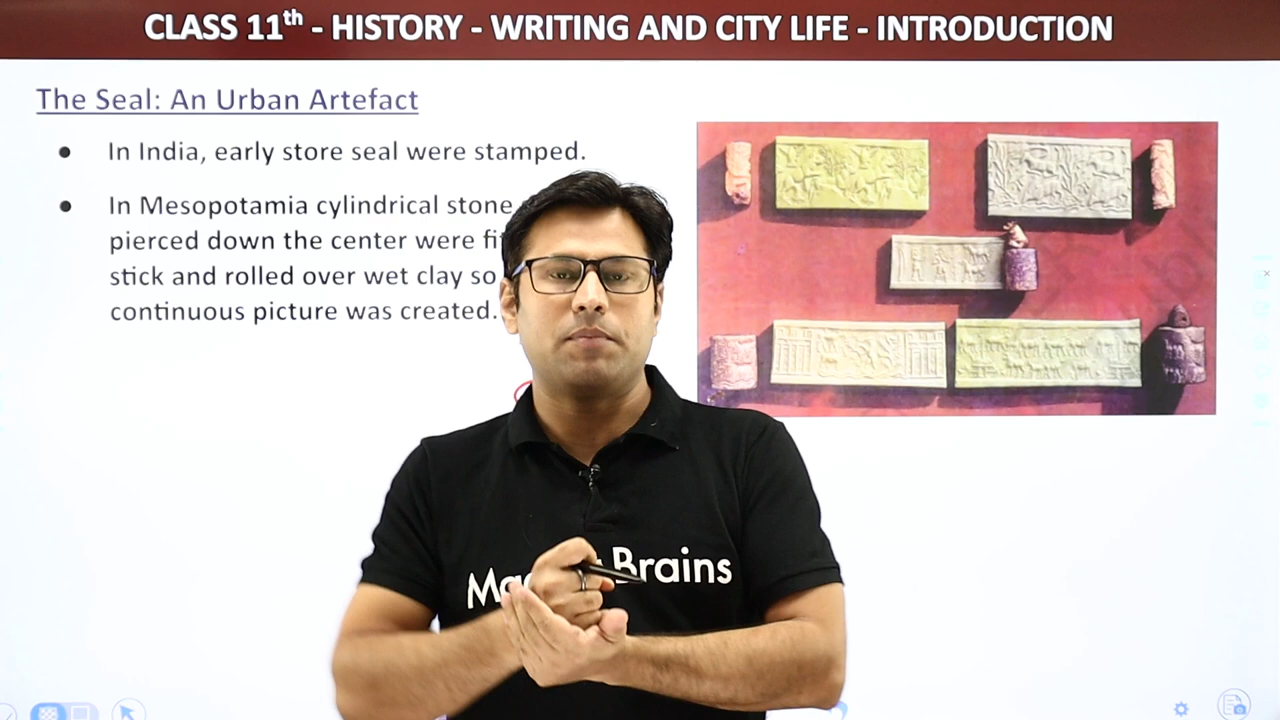 CLASS 11th - HISTORY - WRITING AND CITY LIFE - INTRODUCTION
The Seal: An Urban Artefact
● In India, early store seal were stamped.
● In Mesopotamia cylindrical stone
pierced down the center were
stick and rolled over wet clay so
continuous picture was created.
Brains